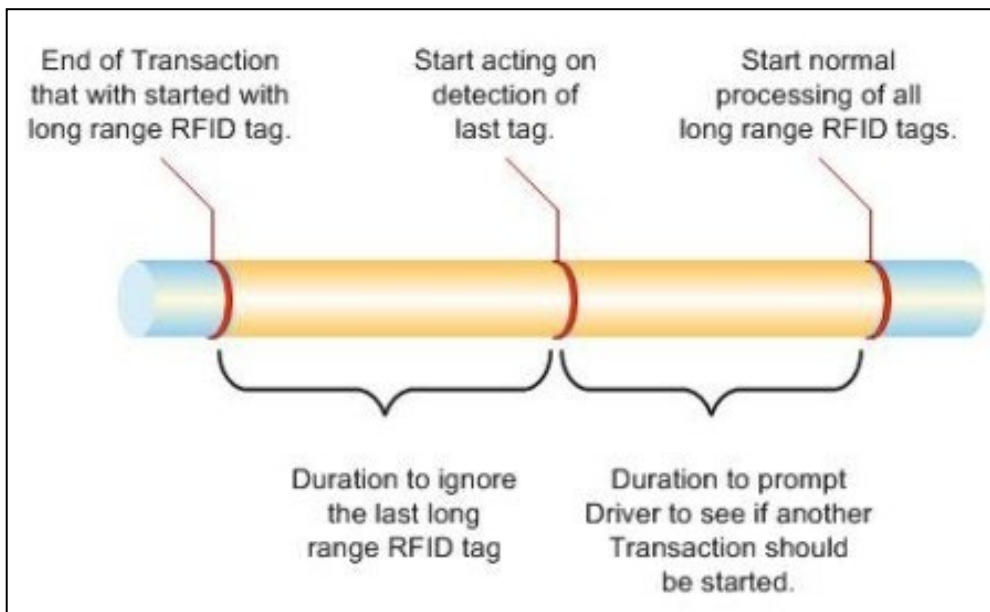 End of Transaction
that with started with
long range RFID tag.
Start acting on
detection of
last tag.
Start normal
processing of all
long range RFID tags.
Duration to ignore
the last long
range RFID tag
Duration to prompt
Driver to see if another
Transaction should
be started.